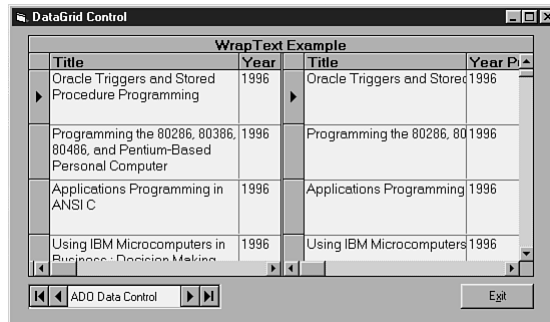 DataGrid Control
WrapText Example
Title Year Title Year P
Oracle Triggers and Stored 1996 Oracle Triggers and Stored 1996
Procedure Programming
Programming the 80286, 80386, 1996 Programming the 80286, 80 1996
80486, and Pentium-Based
Personal Computer
Applications Programming in 1996 Applications Programming 1996
ANSI C
Using IBM Microcomputers in 1996 Using IBM Microcomputers 1996
Business : Decision Making
ADO Data Control Exit